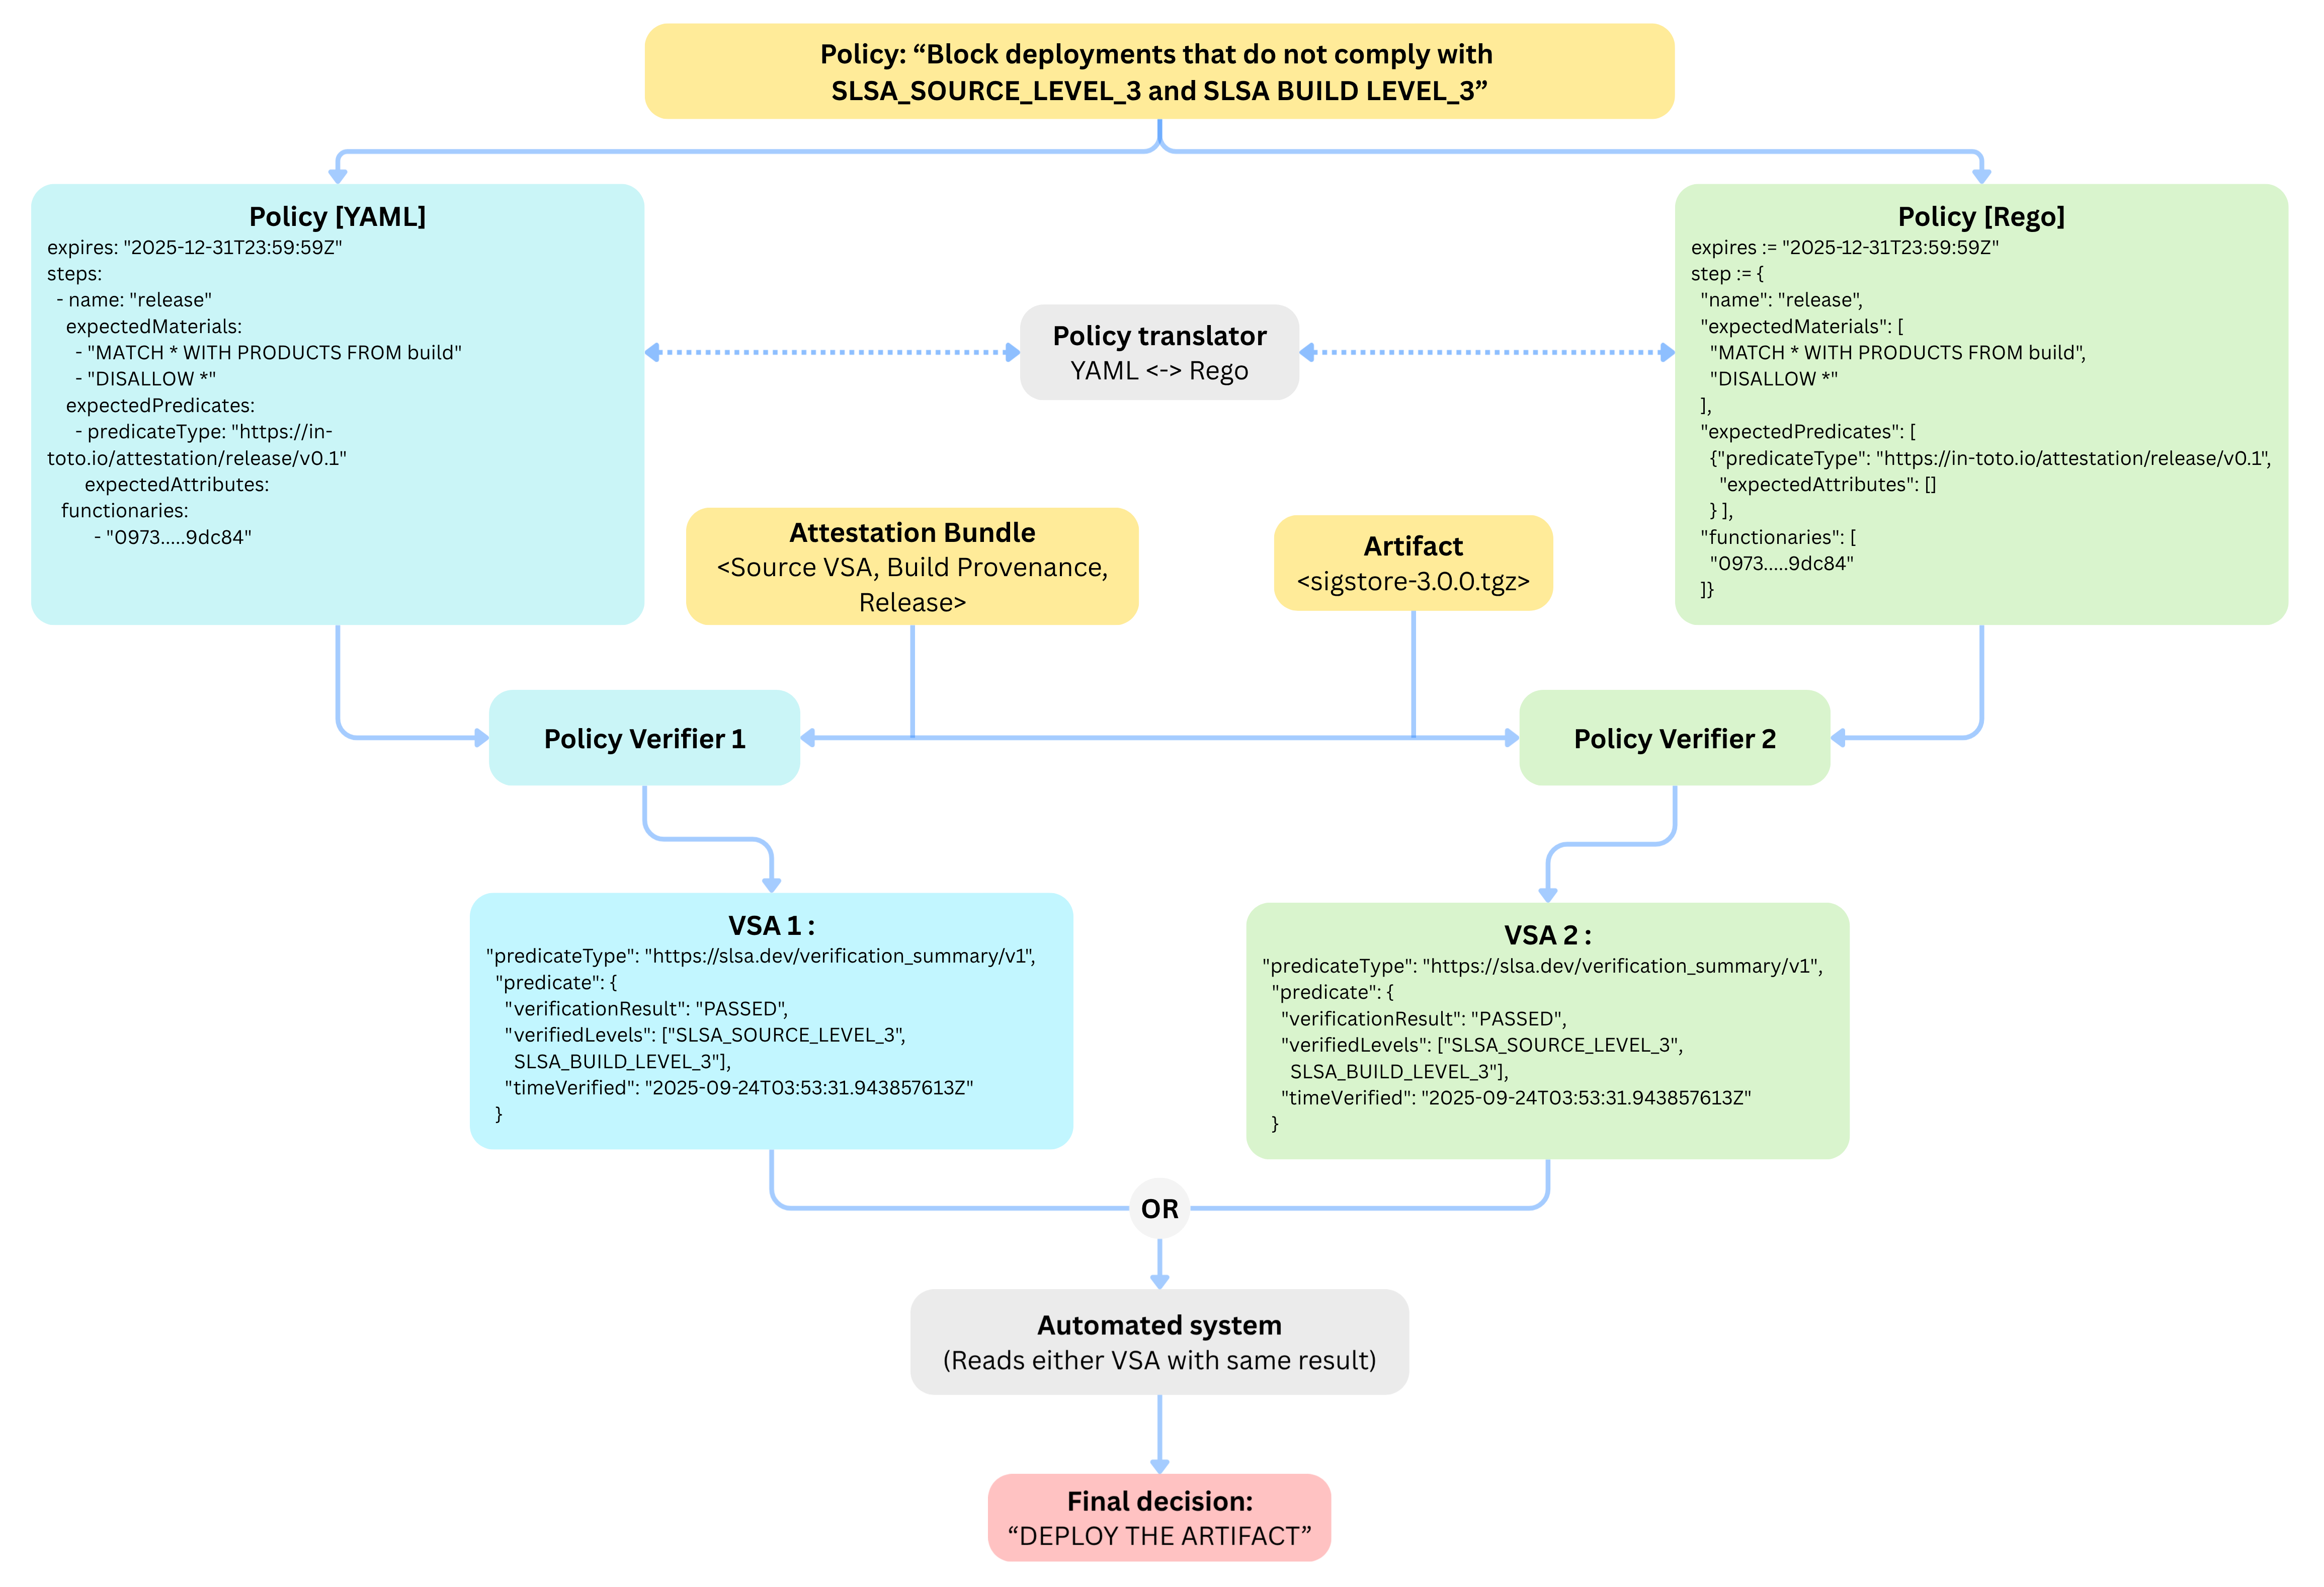 Policy: “Block deployments that do not comply with
SLSA_SOURCE_LEVEL_3 and SLSA BUILD LEVEL_3”
Policy [YAML]
expires: "2025-12-31T23:59:59Z"
steps:
  - name: "release"
    expectedMaterials:
      - "MATCH * WITH PRODUCTS FROM build"
      - "DISALLOW *"
    expectedPredicates:
      - predicateType: "https://in-
toto.io/attestation/release/v0.1"
        expectedAttributes:
   functionaries:
          - "0973.....9dc84"
Policy translator
YAML <-> Rego
Policy [Rego]
expires := "2025-12-31T23:59:59Z"
step := {
  "name": "release",
  "expectedMaterials": [
    "MATCH * WITH PRODUCTS FROM build",
    "DISALLOW *"
  ],
  "expectedPredicates": [
    {"predicateType": "https://in-toto.io/attestation/release/v0.1",
      "expectedAttributes": []
    } ],
  "functionaries": [
    "0973.....9dc84"
  ]}
Attestation Bundle
<Source VSA, Build Provenance,
Release>
Artifact
<sigstore-3.0.0.tgz>
Policy Verifier 1
Policy Verifier 2
VSA 1 :
"predicateType": "https://slsa.dev/verification_summary/v1",
  "predicate": {
    "verificationResult": "PASSED",
    "verifiedLevels": ["SLSA_SOURCE_LEVEL_3",
      SLSA_BUILD_LEVEL_3"],
    "timeVerified": "2025-09-24T03:53:31.943857613Z"
  }
VSA 2 :
"predicateType": "https://slsa.dev/verification_summary/v1",
  "predicate": {
    "verificationResult": "PASSED",
    "verifiedLevels": ["SLSA_SOURCE_LEVEL_3",
      SLSA_BUILD_LEVEL_3"],
    "timeVerified": "2025-09-24T03:53:31.943857613Z"
  }
OR
Automated system
(Reads either VSA with same result)
Final decision:
“DEPLOY THE ARTIFACT”